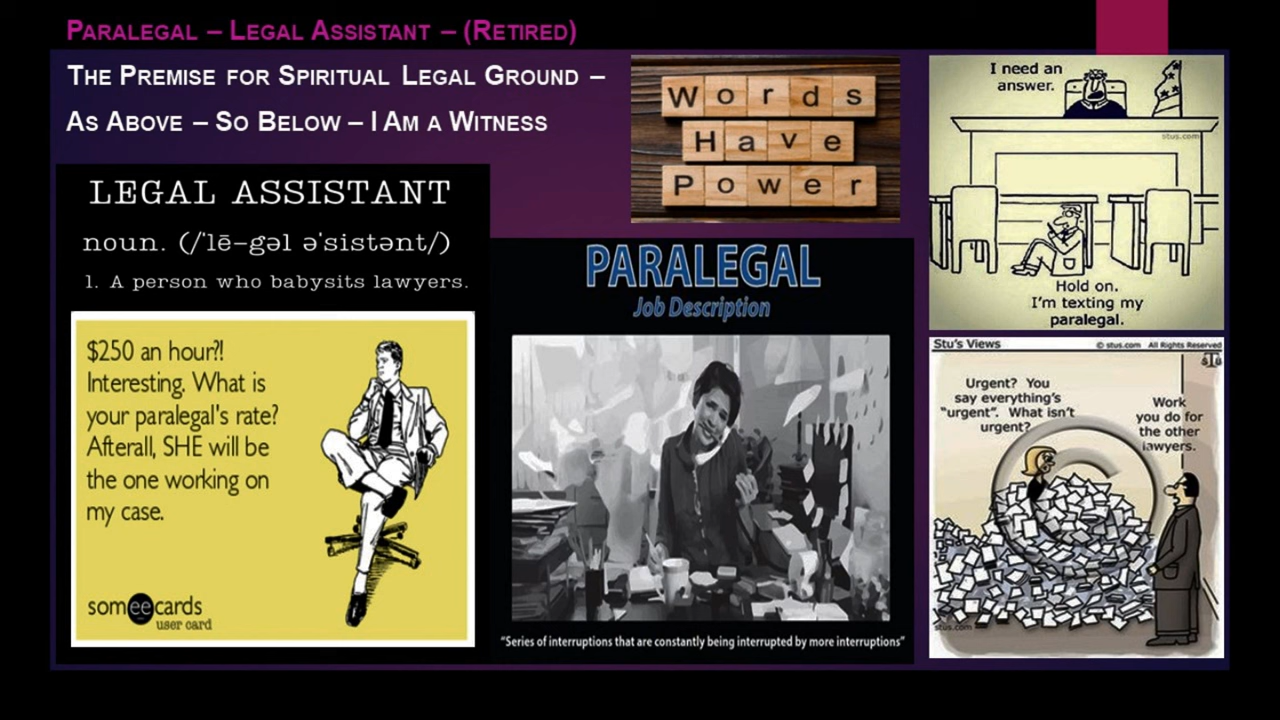 PARALEGAL – LEGAL ASSISTANT – (RETIRED)
THE PREMISE FOR SPIRITUAL LEGAL GROUND –
AS ABOVE – SO BELOW – I AM A WITNESS
Words
Have
Power
LEGAL ASSISTANT
noun. (/ˈlē-gəl əˈsistənt/)
1. A person who babysits lawyers.
$250 an hour?!
Interesting. What is
your paralegal's rate?
Afterall, SHE will be
the one working on
my case.
someecards
user card
PARALEGAL
Job Description
"Series of interruptions that are constantly being interrupted by more interruptions"
I need an
answer.
stus.com
Hold on.
I'm texting my
paralegal.
Stu's Views
© stus.com All Rights Reserved
STU
Urgent? You
say everything's
"urgent". What isn't
urgent?
Work
you do for
the other
lawyers.
C
stus.com